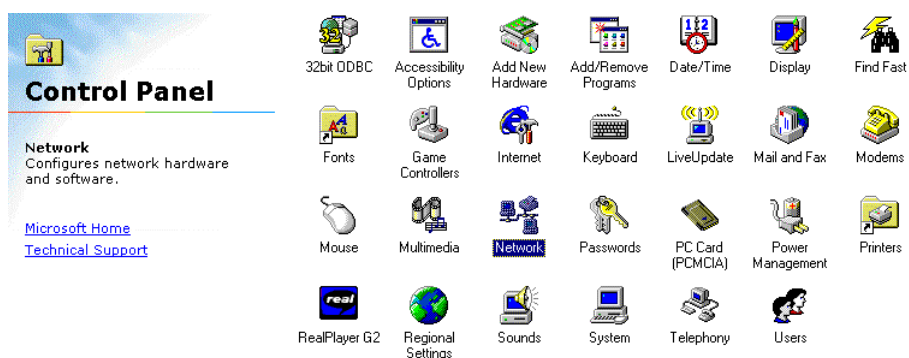 Control Panel
Network
Configures network hardware
and software.
Microsoft Home
Technical Support
32bit ODBC
Accessibility
Options
Add New
Hardware
Add/Remove
Programs
Date/Time
Display
Find Fast
Fonts
Game
Controllers
Internet
Keyboard
LiveUpdate
Mail and Fax
Modems
Mouse
Multimedia
Network
Passwords
PC Card
(PCMCIA)
Power
Management
Printers
real
RealPlayer G2
Regional
Settings
Sounds
System
Telephony
Users